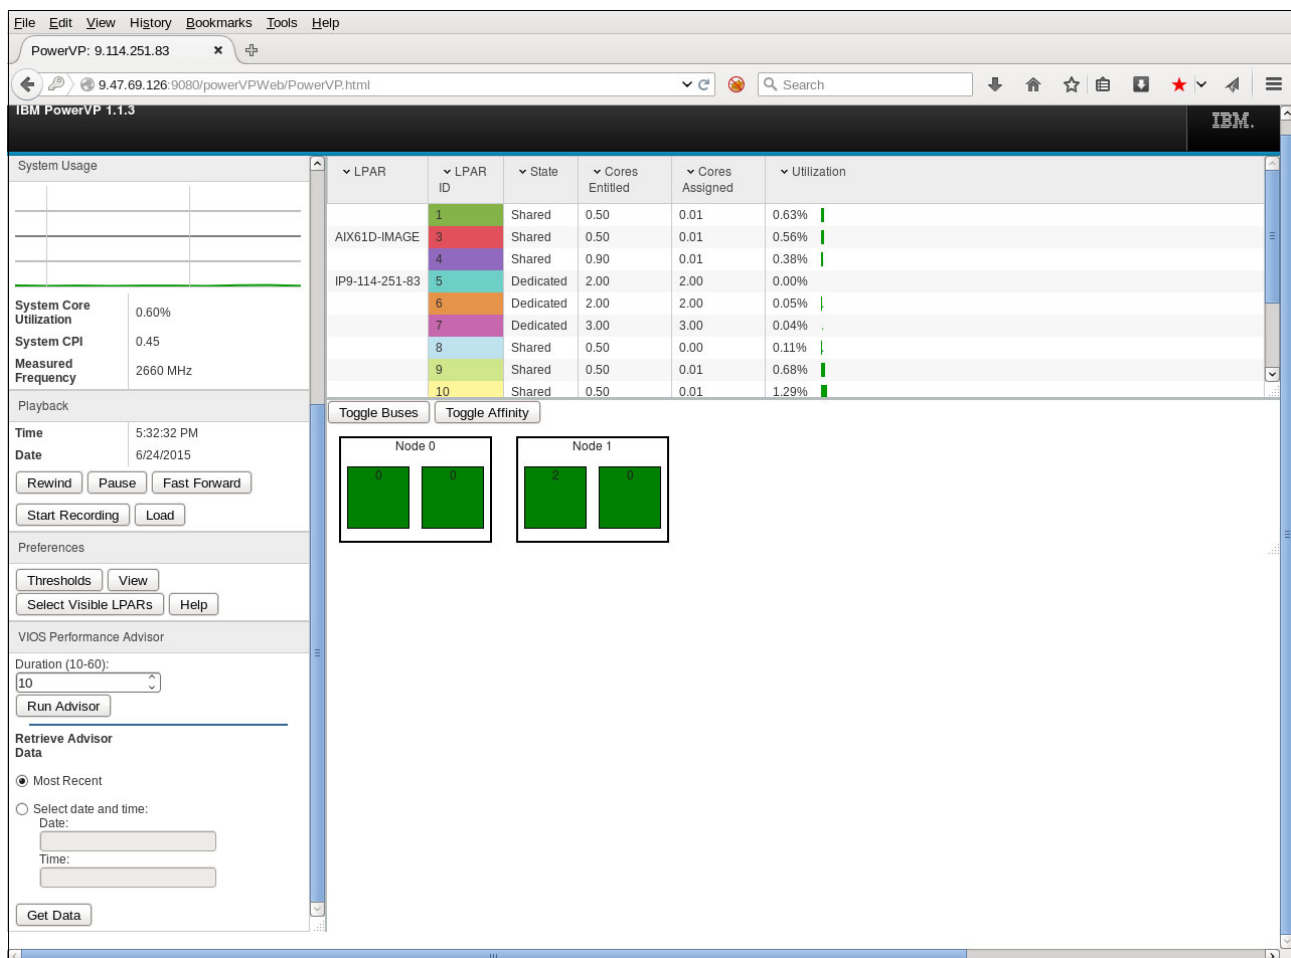 File Edit View History Bookmarks Tools Help
PowerVP: 9.114.251.83
9.47.69.126:9080/powerVPWeb/PowerVP.html
Search
IBM PowerVP 1.1.3
IBM.
System Usage
System Core Utilization 0.60%
System CPI 0.45
Measured Frequency 2660 MHz
Playback
Time 5:32:32 PM
Date 6/24/2015
Rewind Pause Fast Forward
Start Recording Load
Preferences
Thresholds View
Select Visible LPARs Help
VIOS Performance Advisor
Duration (10-60):
10
Run Advisor
Retrieve Advisor
Data
Most Recent
Select date and time:
Date:
Time:
Get Data
LPAR LPAR ID State Cores Entitled Cores Assigned Utilization
1 Shared 0.50 0.01 0.63%
AIX61D-IMAGE 3 Shared 0.50 0.01 0.56%
4 Shared 0.90 0.01 0.38%
IP9-114-251-83 5 Dedicated 2.00 2.00 0.00%
6 Dedicated 2.00 2.00 0.05%
7 Dedicated 3.00 3.00 0.04%
8 Shared 0.50 0.00 0.11%
9 Shared 0.50 0.01 0.68%
10 Shared 0.50 0.01 1.29%
Toggle Buses Toggle Affinity
Node 0 Node 1
0 0 2 0